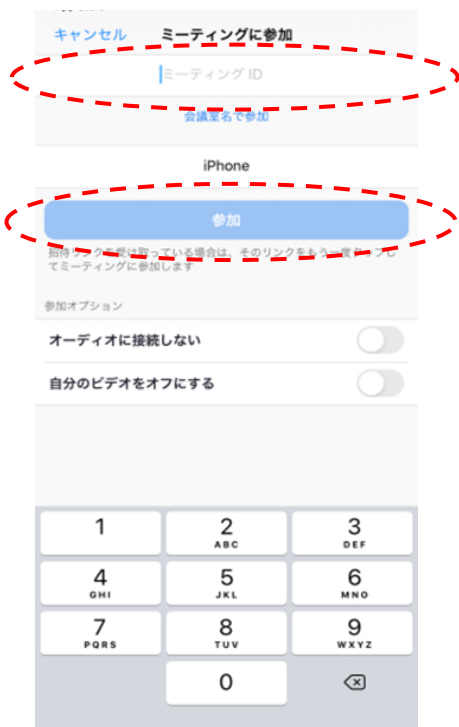 キャンセル ミーティングに参加
ミーティング ID
会議室名で参加
iPhone
参加
招待リンクを受け取っている場合は、そのリンクをもう一度タップし
てミーティングに参加します
参加オプション
オーディオに接続しない
自分のビデオをオフにする
1 2 3
ABC DEF
4 5 6
GHI JKL MNO
7 8 9
PQRS TUV WXYZ
0